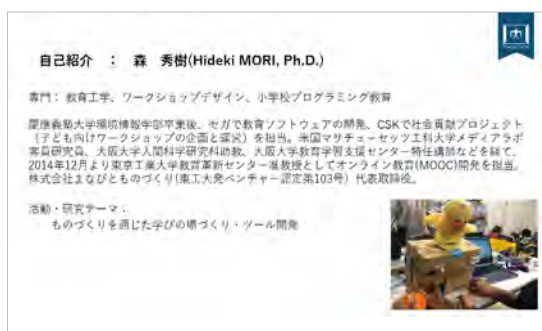 自己紹介 ： 森 秀樹(Hideki MORI, Ph.D.)
専門： 教育工学、ワークショップデザイン、小学校プログラミング教育
慶應義塾大学環境情報学部卒業後、セガで教育ソフトウェアの開発、CSKで社会貢献プロジェクト
（子ども向けワークショップの企画と運営）を担当。米国マサチューセッツ工科大学メディアラボ
客員研究員、大阪大学人間科学研究科助教、大阪大学教育学習支援センター特任講師などを経て、
2014年12月より東京工業大学教育革新センター准教授としてオンライン教育(MOOC)開発を担当。
株式会社まなびとものづくり(東工大発ベンチャー認定第103号）代表取締役。
活動・研究テーマ：
ものづくりを通じた学びの場づくり・ツール開発